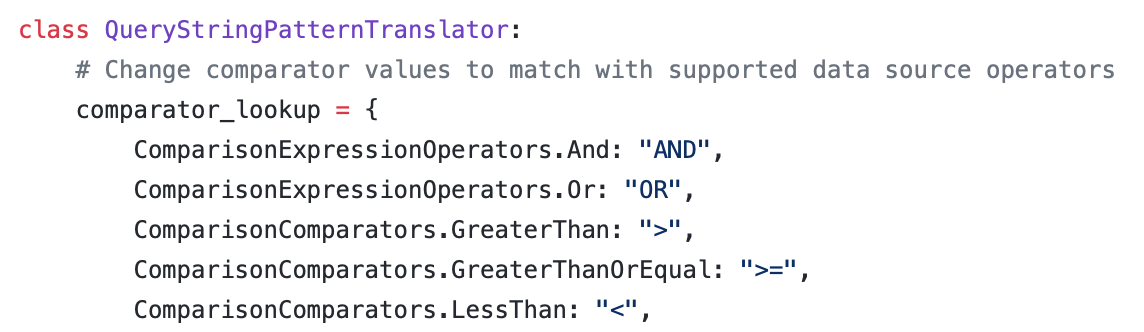 class QueryStringPatternTranslator:
    # Change comparator values to match with supported data source operators
    comparator_lookup = {
        ComparisonExpressionOperators.And: "AND",
        ComparisonExpressionOperators.Or: "OR",
        ComparisonComparators.GreaterThan: ">",
        ComparisonComparators.GreaterThanOrEqual: ">=",
        ComparisonComparators.LessThan: "<",